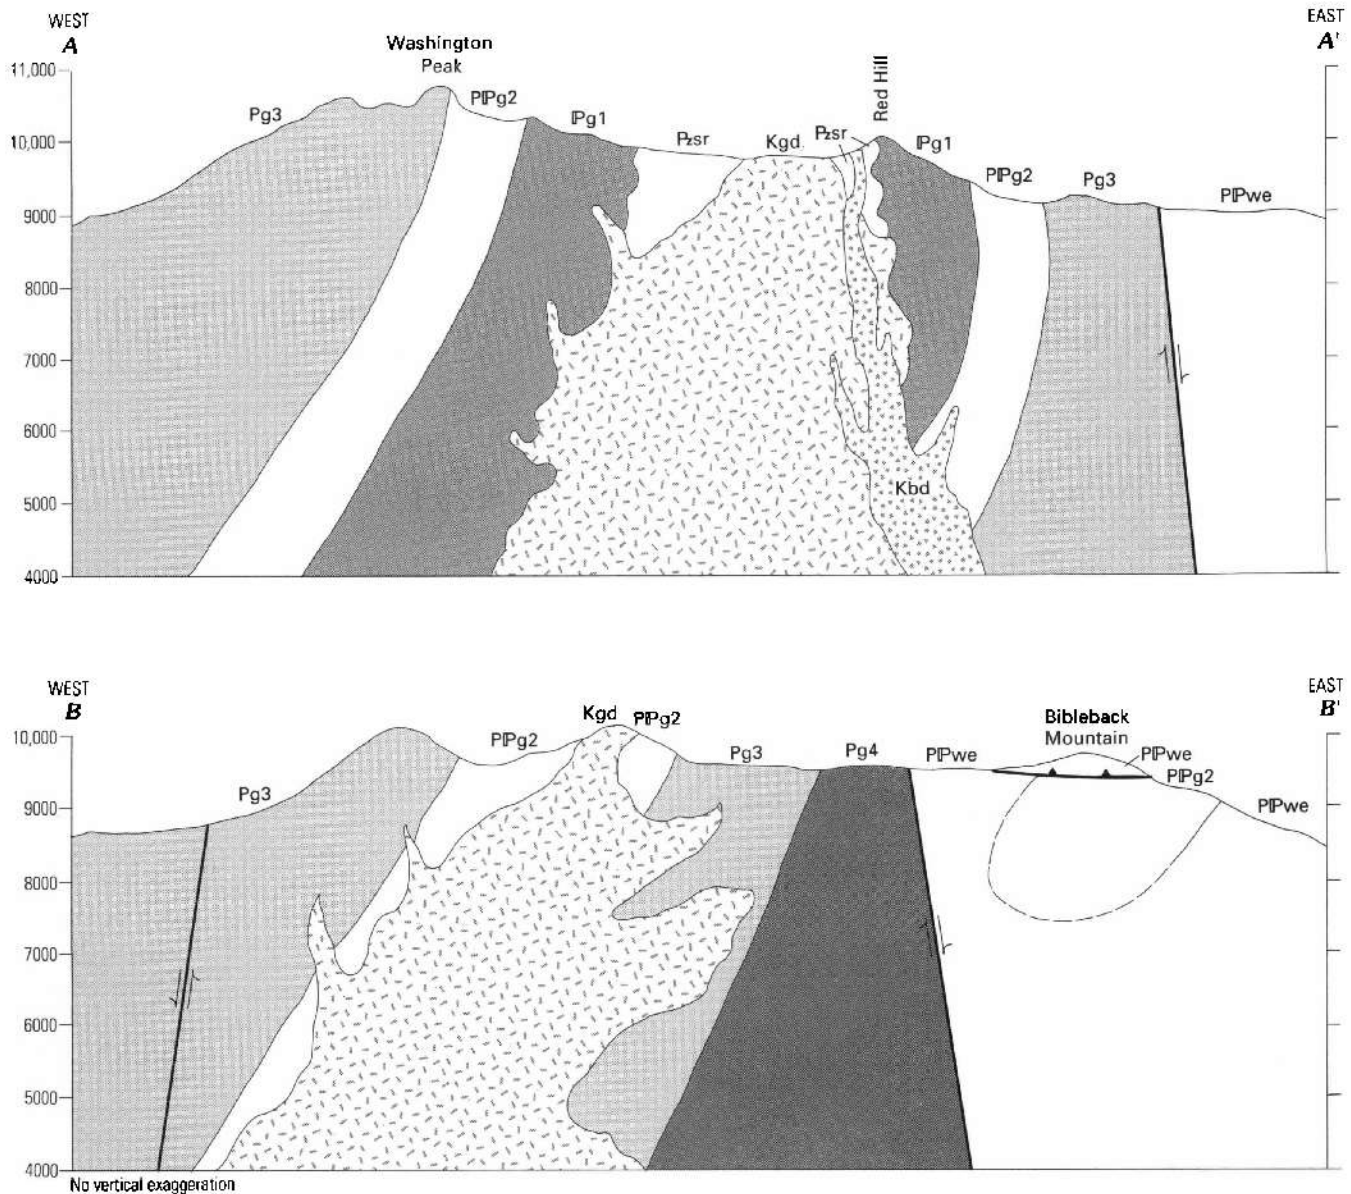 WEST
A
EAST
A'
Washington
Peak
Red Hill
11,000
Pg3
PIPg2
IPg1
Pzsr
Kgd
Pzsr
IPg1
PIPg2
Pg3
PIPwe
10,000
9000
8000
7000
6000
5000
Kbd
4000
WEST
B
EAST
B'
Kgd
PIPg2
Bibleback
Mountain
10,000
PIPg2
Pg3
Pg4
PIPwe
PIPwe
PIPg2
Pg3
PIPwe
9000
8000
7000
6000
5000
4000
No vertical exaggeration